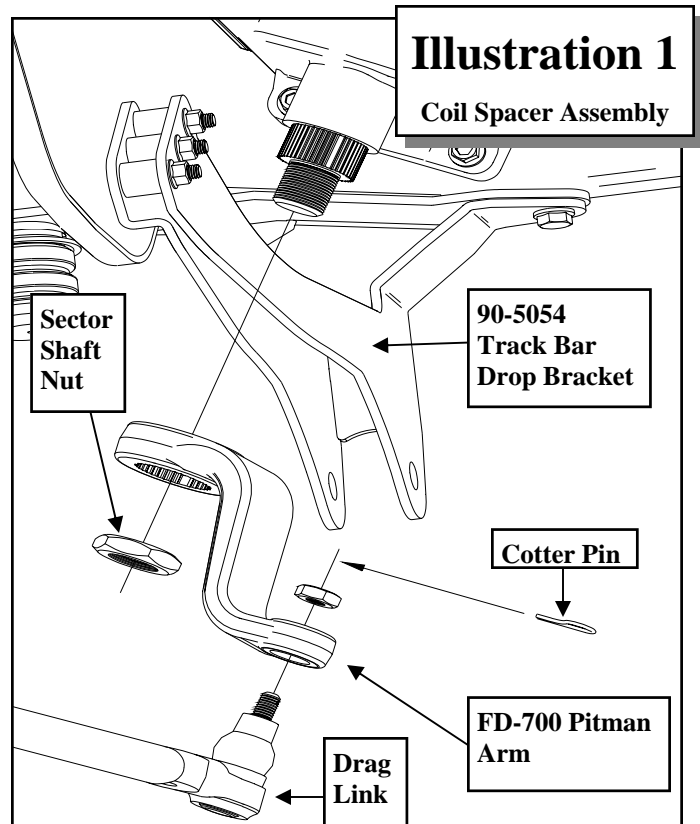 Illustration 1
Coil Spacer Assembly
Sector
Shaft
Nut
90-5054
Track Bar
Drop Bracket
Cotter Pin
FD-700 Pitman
Arm
Drag
Link